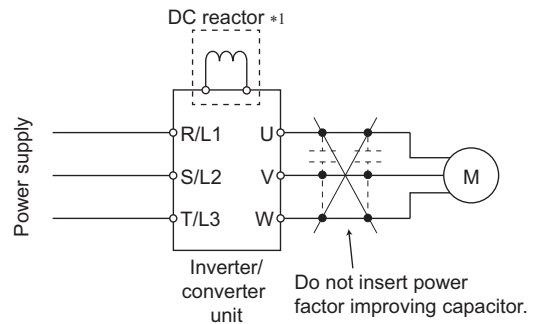 DC reactor *1
Power supply
R/L1
U
S/L2
V
M
T/L3
W
Inverter/
converter
unit
Do not insert power
factor improving capacitor.